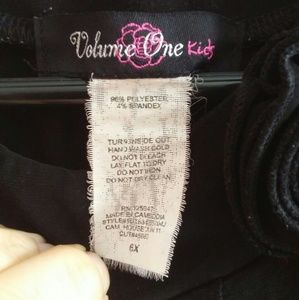 Volume One Kids
96% POLYESTER
4% SPANDEX
TURN INSIDE OUT
HAND WASH COLD
DO NOT BLEACH
LAY FLAT TO DRY
DO NOT IRON
DO NOT DRY CLEAN
MADE IN CAMBODIA
6X